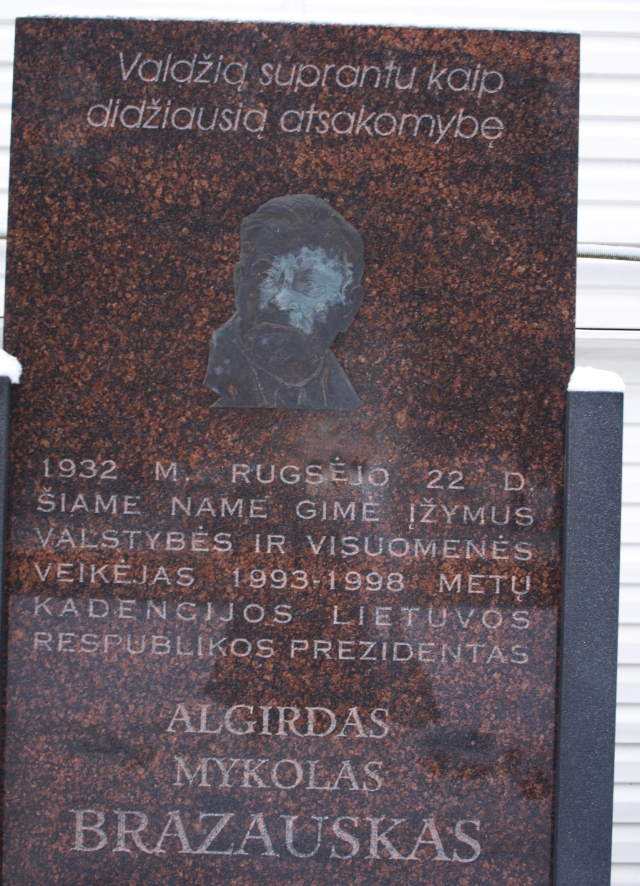 Valdžią suprantu kaip
didžiausią atsakomybę
1932 M. RUGSĖJO 22 D.
ŠIAME NAME GIMĖ ĮŽYMUS
VALSTYBĖS IR VISUOMENĖS
VEIKĖJAS 1993-1998 METŲ
KADENCIJOS LIETUVOS
RESPUBLIKOS PREZIDENTAS
ALGIRDAS
MYKOLAS
BRAZAUSKAS